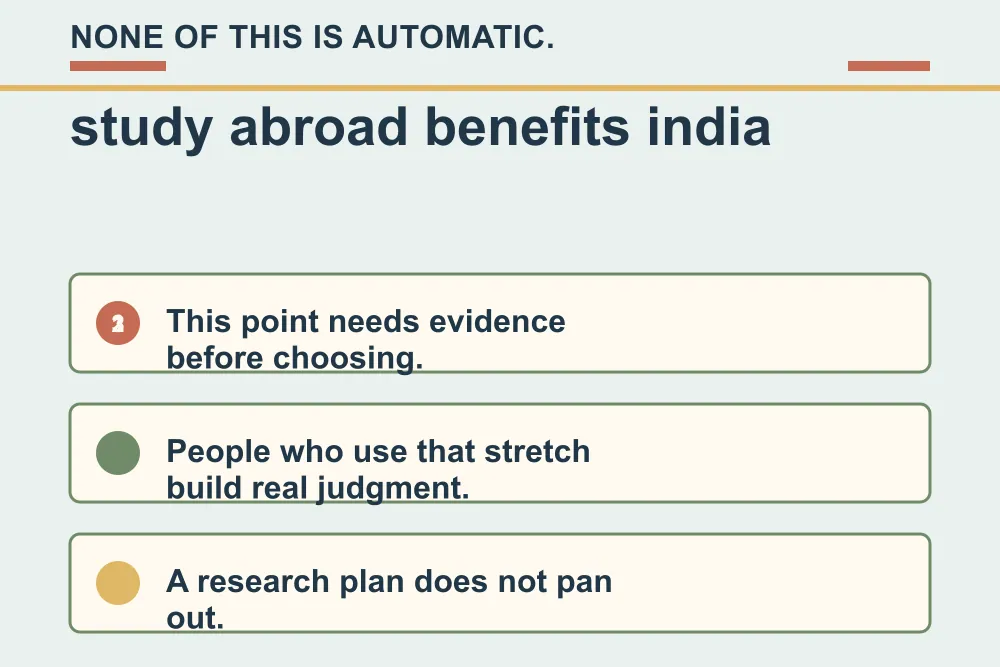 NONE OF THIS IS AUTOMATIC.
study abroad benefits india
This point needs evidence
before choosing.
People who use that stretch
build real judgment.
A research plan does not pan
out.